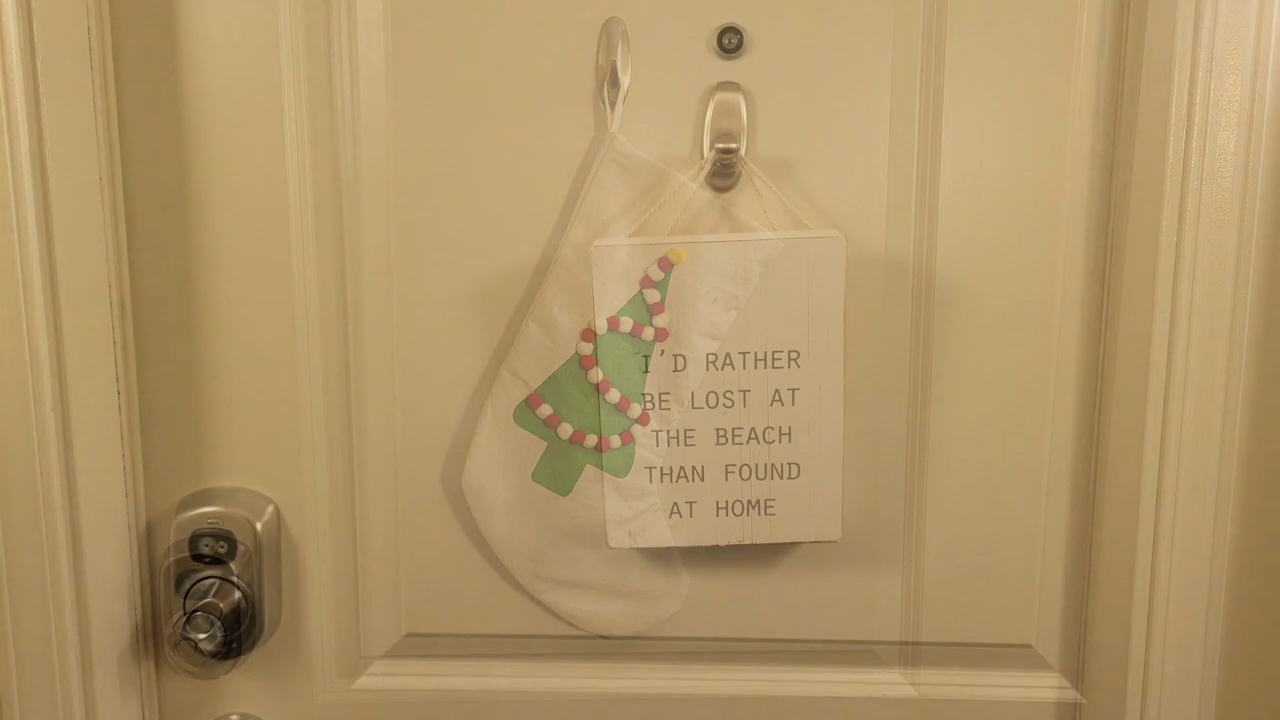 I'D RATHER
BE LOST AT
THE BEACH
THAN FOUND
AT HOME